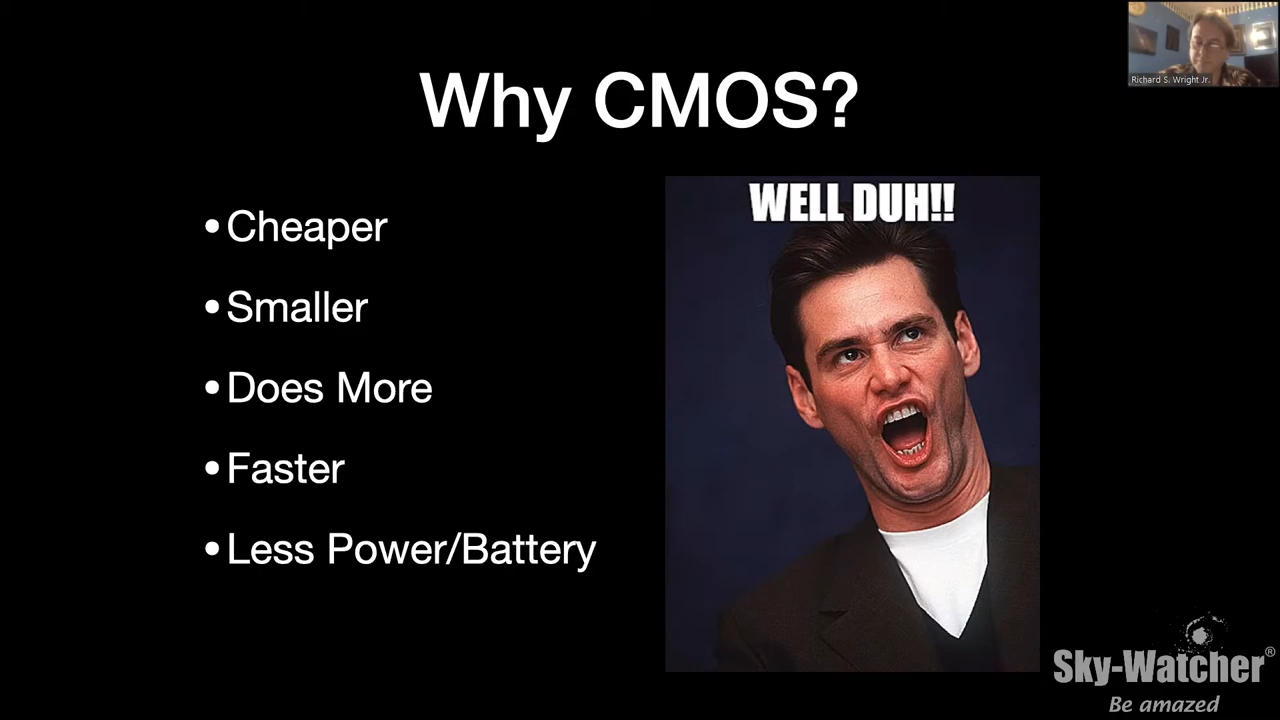 Richard S. Wright Jr.
Why CMOS?
•Cheaper
•Smaller
•Does More
•Faster
•Less Power/Battery
WELL DUH!!
Sky-Watcher®
Be amazed